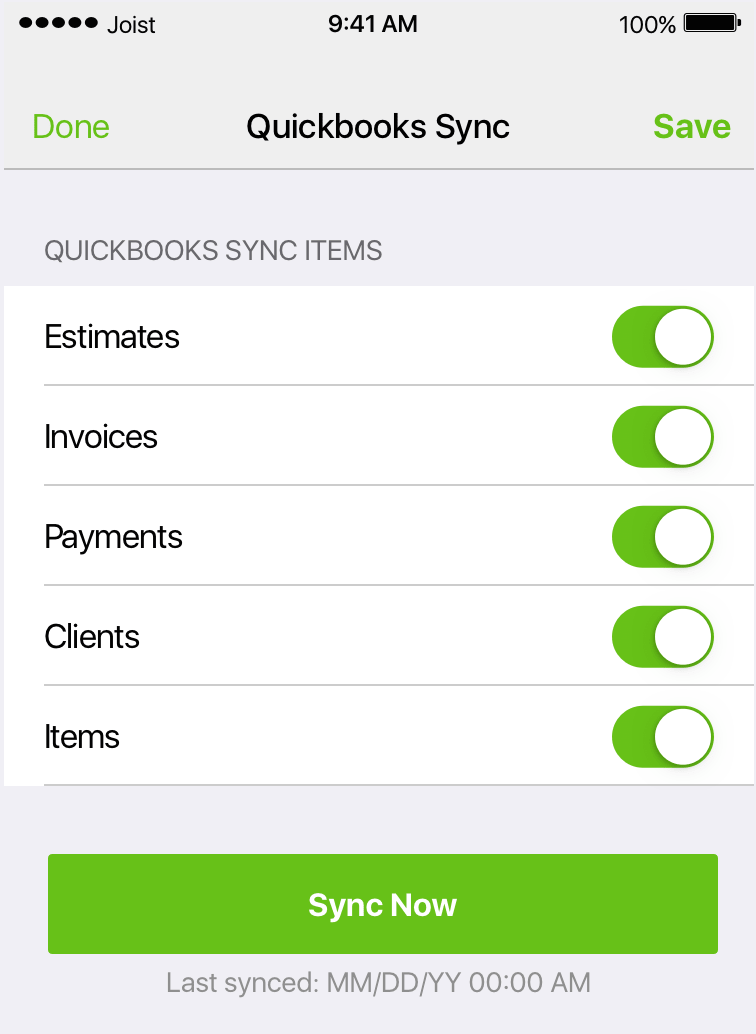 Joist 9:41 AM 100%
Done Quickbooks Sync Save
QUICKBOOKS SYNC ITEMS
Estimates
Invoices
Payments
Clients
Items
Sync Now
Last synced: MM/DD/YY 00:00 AM